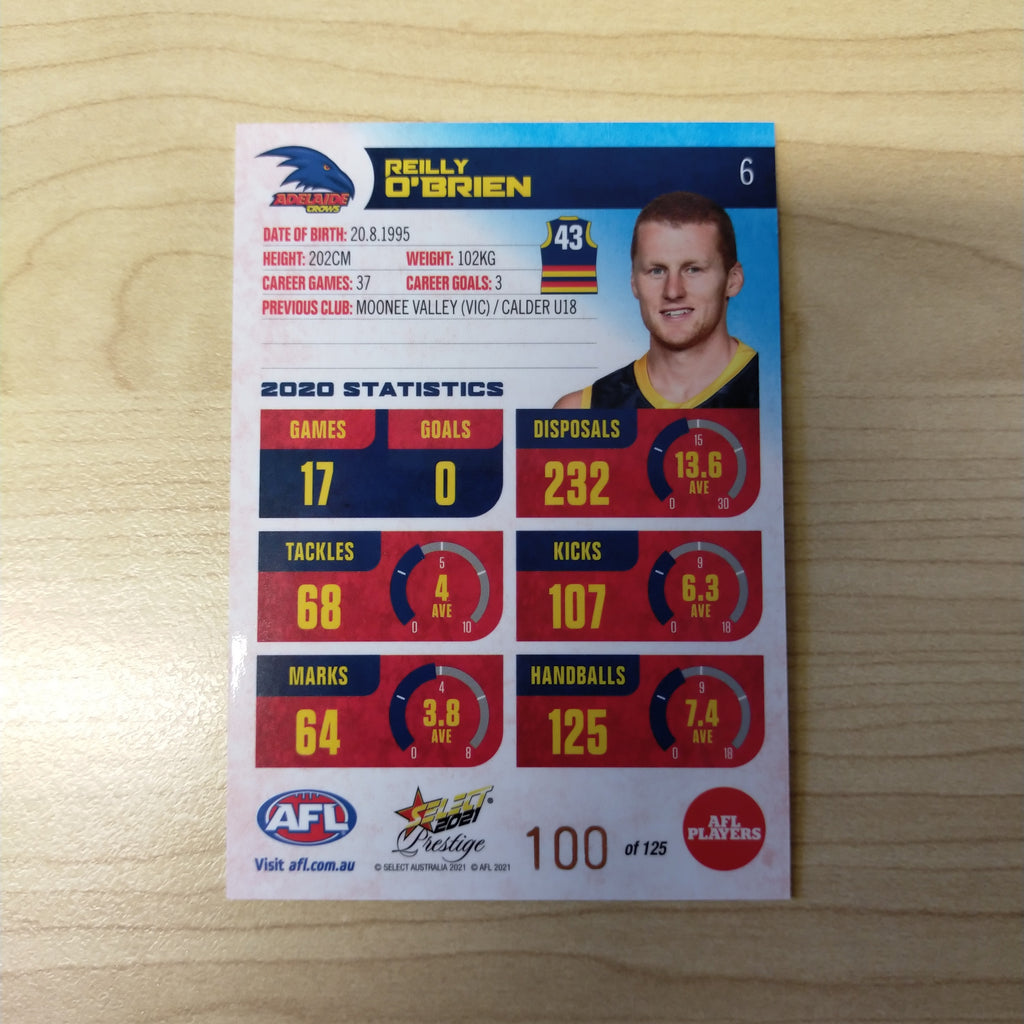 ADELAIDE
CROWS
REILLY
O'BRIEN
6
DATE OF BIRTH: 20.8.1995
HEIGHT: 202CM WEIGHT: 102KG
CAREER GAMES: 37 CAREER GOALS: 3
PREVIOUS CLUB: MOONEE VALLEY (VIC) / CALDER U18
43
2020 STATISTICS
GAMES GOALS
17 0
DISPOSALS
232
15
13.6
AVE
0 30
TACKLES
68
5
4
AVE
0 10
KICKS
107
9
6.3
AVE
0 18
MARKS
64
4
3.8
AVE
0 8
HANDBALLS
125
9
7.4
AVE
0 18
AFL
Visit afl.com.au
SELECT
2021
Prestige
© SELECT AUSTRALIA 2021 © AFL 2021
100 of 125
AFL
PLAYERS